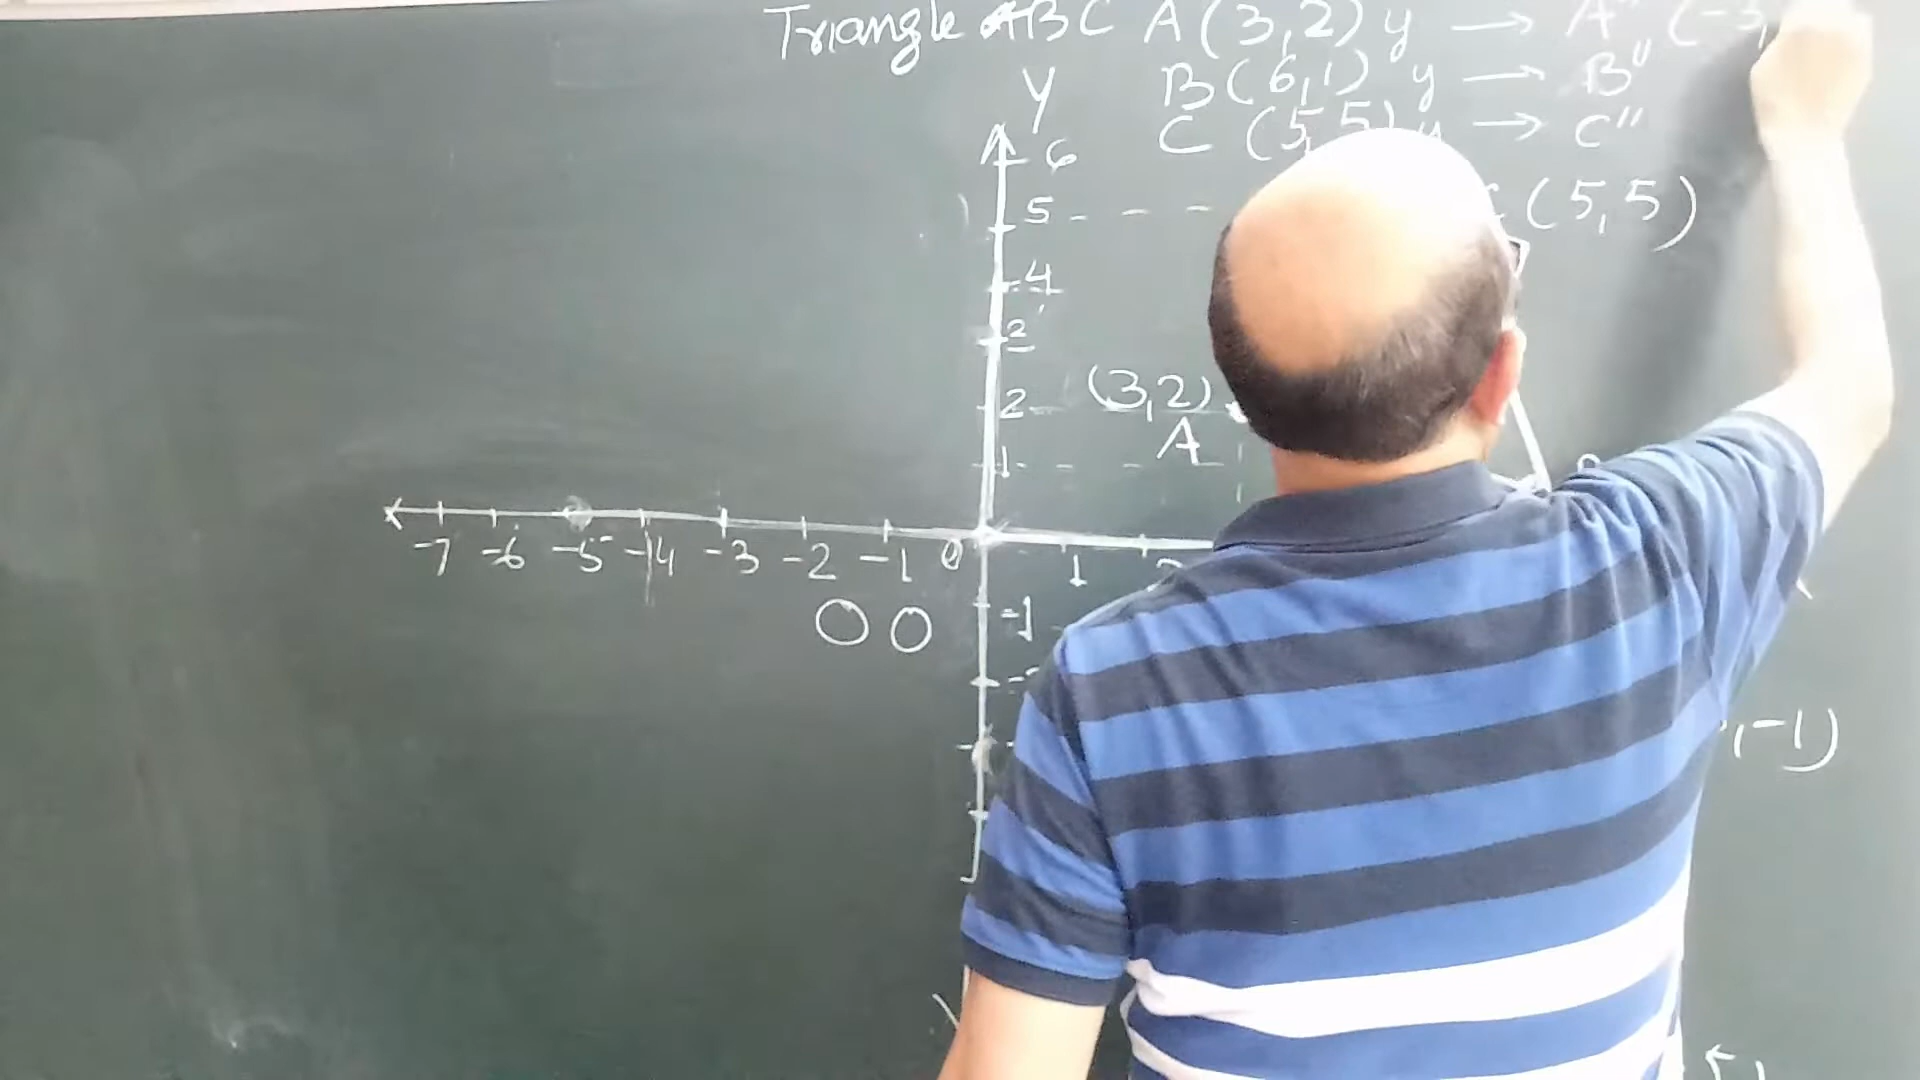 Triangle ABC A (3,2) y → A" (-3,
B (6,1) y → B"
C (5,5) y → C"
Y
6
5
C (5,5)
4
2
(3,2)
2
A
1
-7 -6 -5 -4 -3 -2 -1 0 1 2
-1
,-1)